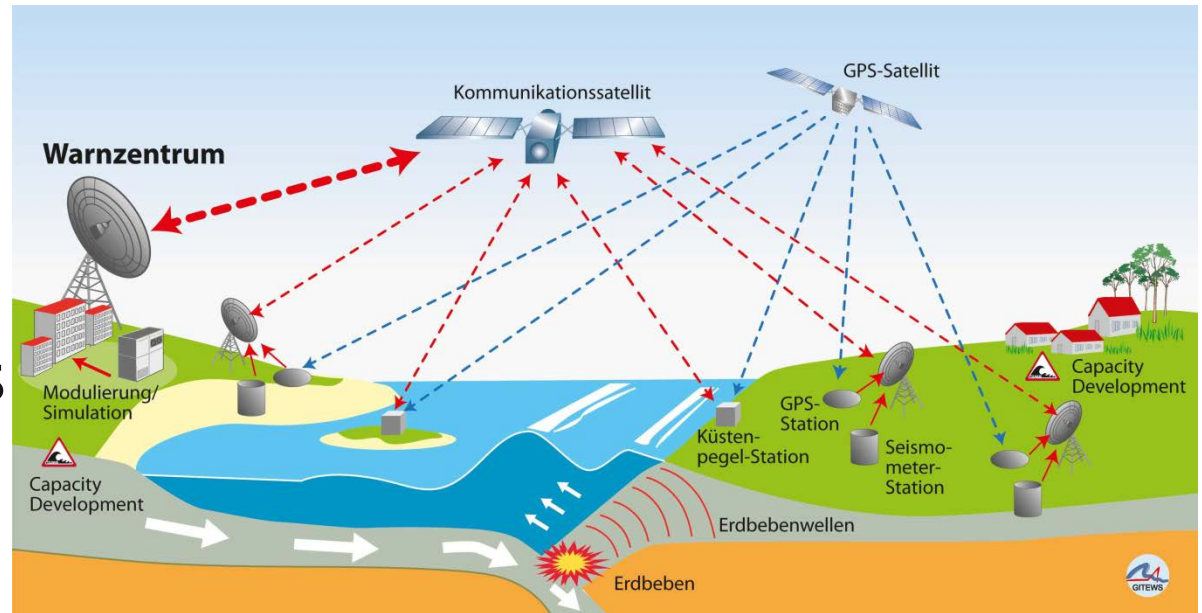 GPS-Satellit
Kommunikationssatellit
Warnzentrum
Modulierung/
Simulation
Capacity
Development
Capacity
Development
GPS-
Station
Küsten-
pegel-Station
Seismo-
meter-
Station
Erdbebenwellen
Erdbeben
GITEWS